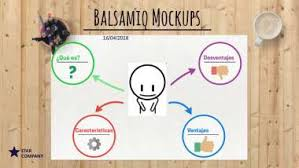 Balsamiq Mockups
16/04/2018
¿Qué es?
?
Desventajas
Características
Ventajas
STAR
COMPANY